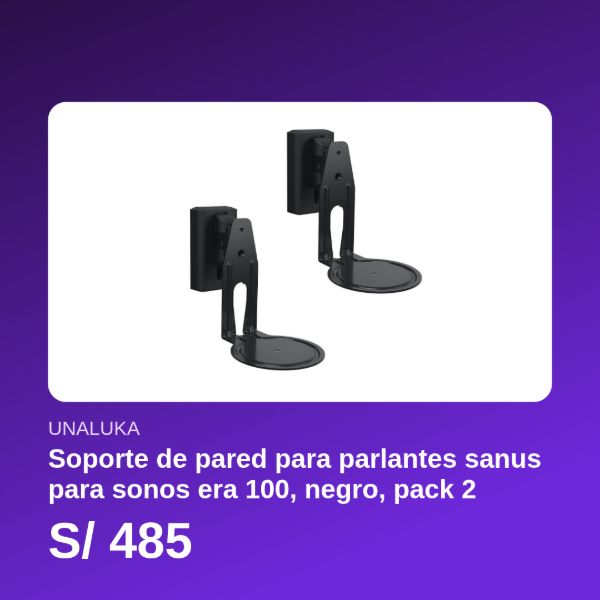 UNALUKA
Soporte de pared para parlantes sanus
para sonos era 100, negro, pack 2
S/ 485